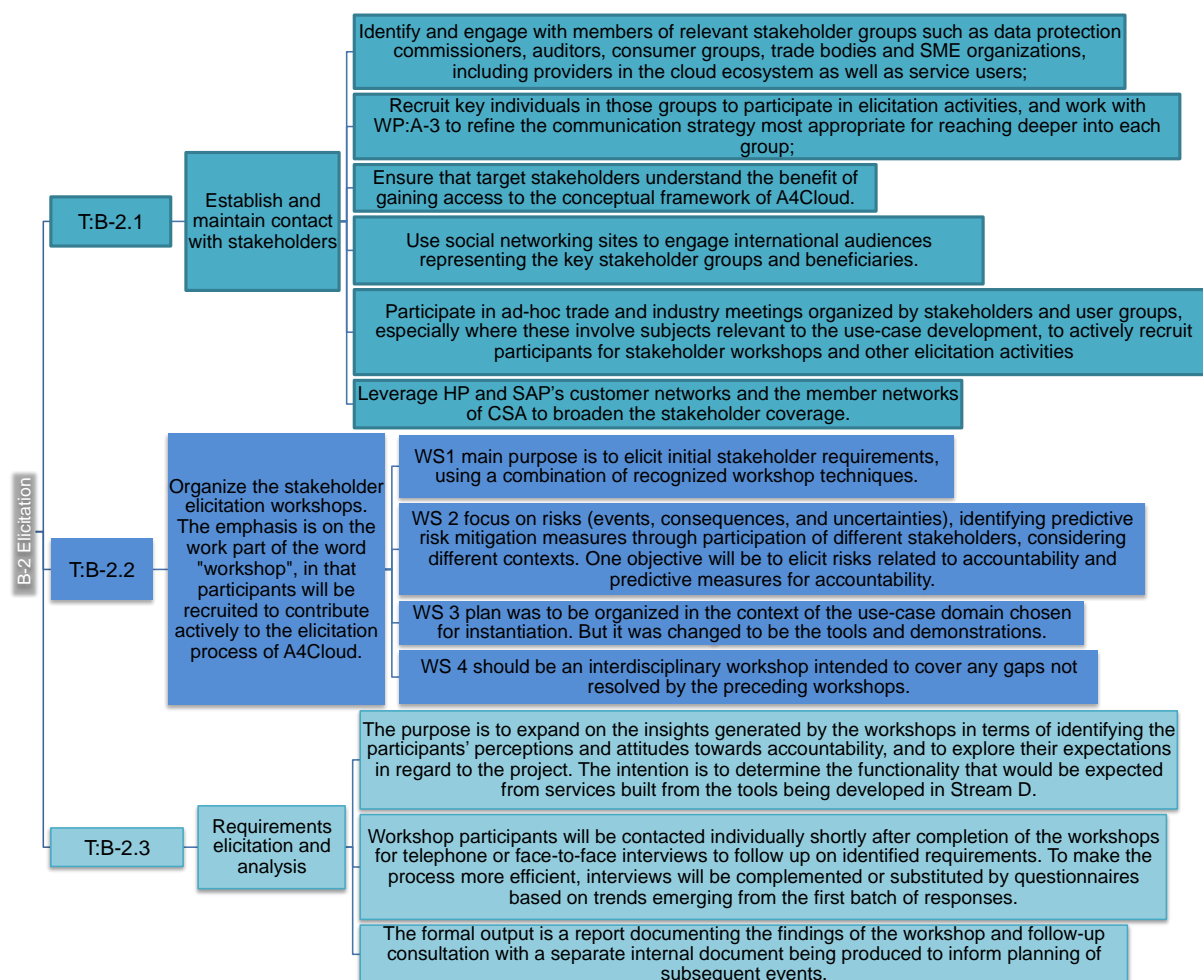 Identify and engage with members of relevant stakeholder groups such as data protection
commissioners, auditors, consumer groups, trade bodies and SME organizations,
including providers in the cloud ecosystem as well as service users;
Recruit key individuals in those groups to participate in elicitation activities, and work with
WP:A-3 to refine the communication strategy most appropriate for reaching deeper into each
group;
T:B-2.1
Establish and
maintain contact
with stakeholders
Ensure that target stakeholders understand the benefit of
gaining access to the conceptual framework of A4Cloud.
Use social networking sites to engage international audiences
representing the key stakeholder groups and beneficiaries.
Participate in ad-hoc trade and industry meetings organized by stakeholders and user groups,
especially where these involve subjects relevant to the use-case development, to actively recruit
participants for stakeholder workshops and other elicitation activities
Leverage HP and SAP’s customer networks and the member networks
of CSA to broaden the stakeholder coverage.
B-2 Elicitation
T:B-2.2
Organize the stakeholder
elicitation workshops.
The emphasis is on the
work part of the word
"workshop", in that
participants will be
recruited to contribute
actively to the elicitation
process of A4Cloud.
WS1 main purpose is to elicit initial stakeholder requirements,
using a combination of recognized workshop techniques.
WS 2 focus on risks (events, consequences, and uncertainties), identifying predictive
risk mitigation measures through participation of different stakeholders, considering
different contexts. One objective will be to elicit risks related to accountability and
predictive measures for accountability.
WS 3 plan was to be organized in the context of the use-case domain chosen
for instantiation. But it was changed to be the tools and demonstrations.
WS 4 should be an interdisciplinary workshop intended to cover any gaps not
resolved by the preceding workshops.
T:B-2.3
Requirements
elicitation and
analysis
The purpose is to expand on the insights generated by the workshops in terms of identifying the
participants’ perceptions and attitudes towards accountability, and to explore their expectations
in regard to the project. The intention is to determine the functionality that would be expected
from services built from the tools being developed in Stream D.
Workshop participants will be contacted individually shortly after completion of the workshops
for telephone or face-to-face interviews to follow up on identified requirements. To make the
process more efficient, interviews will be complemented or substituted by questionnaires
based on trends emerging from the first batch of responses.
The formal output is a report documenting the findings of the workshop and follow-up
consultation with a separate internal document being produced to inform planning of
subsequent events.